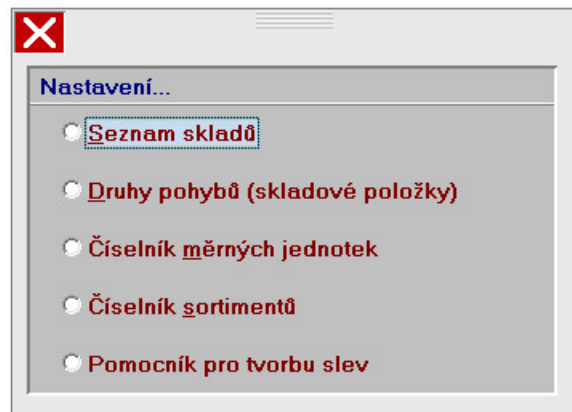 Nastavení...
Seznam skladů
Druhy pohybů (skladové položky)
Číselník měrných jednotek
Číselník sortimentů
Pomocník pro tvorbu slev